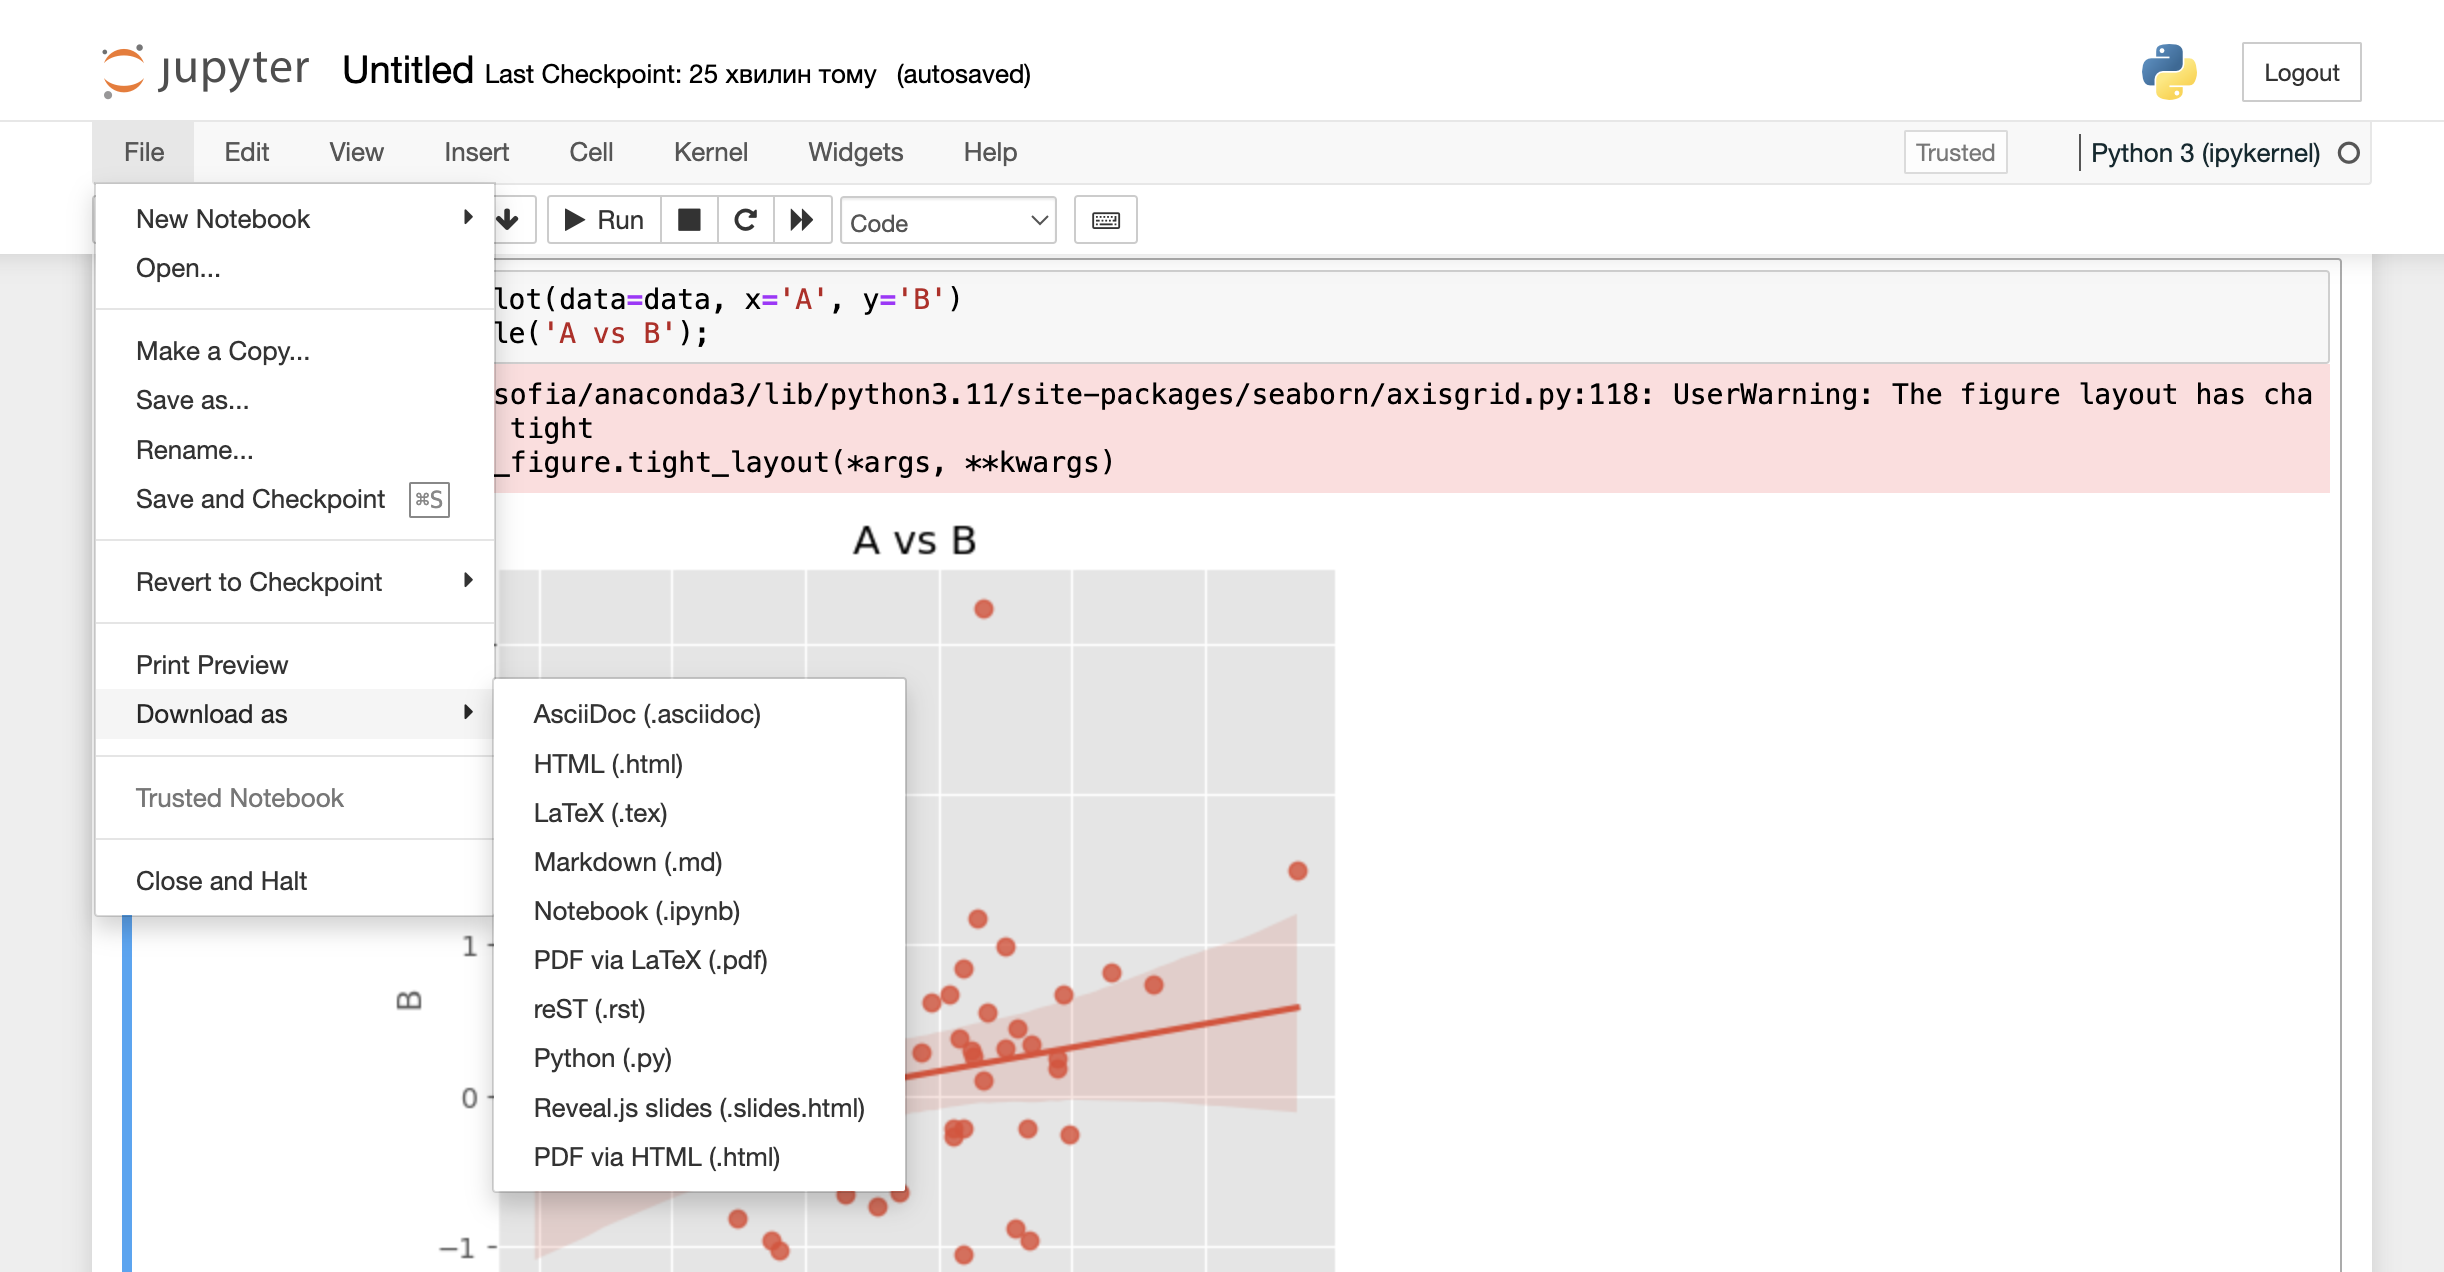 jupyter Untitled Last Checkpoint: 25 хвилин тому (autosaved)
Logout
File Edit View Insert Cell Kernel Widgets Help
Trusted
Python 3 (ipykernel)
New Notebook
Open...
Make a Copy...
Save as...
Rename...
Save and Checkpoint ⌘S
Revert to Checkpoint
Print Preview
Download as
Trusted Notebook
Close and Halt
AsciiDoc (.asciidoc)
HTML (.html)
LaTeX (.tex)
Markdown (.md)
Notebook (.ipynb)
PDF via LaTeX (.pdf)
reST (.rst)
Python (.py)
Reveal.js slides (.slides.html)
PDF via HTML (.html)
Run
Code
lot(data=data, x='A', y='B')
le('A vs B');
sofia/anaconda3/lib/python3.11/site-packages/seaborn/axisgrid.py:118: UserWarning: The figure layout has cha
tight
_figure.tight_layout(*args, **kwargs)
A vs B
1
B
0
−1